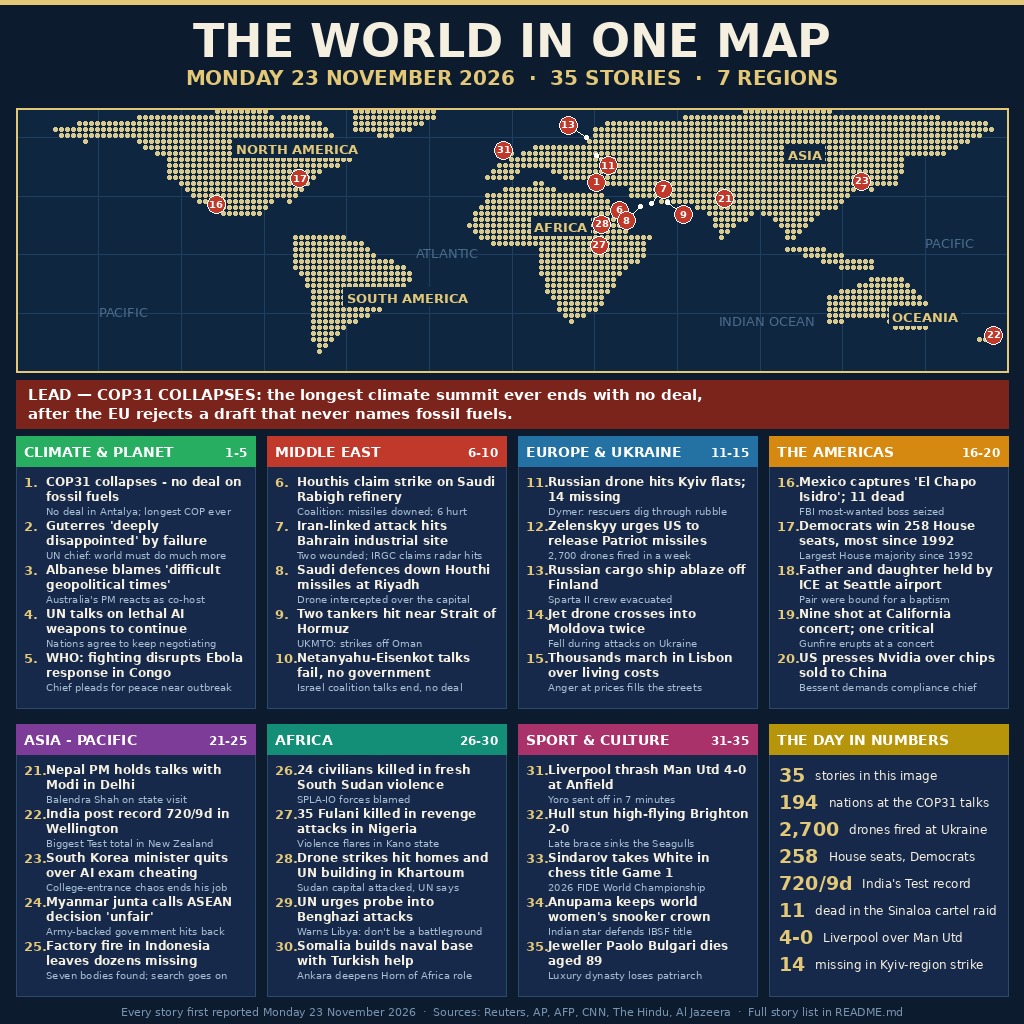 THE WORLD IN ONE MAP
MONDAY 23 NOVEMBER 2026 · 35 STORIES · 7 REGIONS
13
31
NORTH AMERICA
ASIA
11
17
1
23
7
21
16
6
9
28
8
AFRICA
27
ATLANTIC
PACIFIC
SOUTH AMERICA
PACIFIC
INDIAN OCEAN
OCEANIA
22
LEAD — COP31 COLLAPSES: the longest climate summit ever ends with no deal,
after the EU rejects a draft that never names fossil fuels.
CLIMATE & PLANET 1-5
1. COP31 collapses - no deal on
fossil fuels
No deal in Antalya; longest COP ever
2. Guterres 'deeply
disappointed' by failure
UN chief: world must do much more
3. Albanese blames 'difficult
geopolitical times'
Australia's PM reacts as co-host
4. UN talks on lethal AI
weapons to continue
Nations agree to keep negotiating
5. WHO: fighting disrupts Ebola
response in Congo
Chief pleads for peace near outbreak
MIDDLE EAST 6-10
6. Houthis claim strike on Saudi
Rabigh refinery
Coalition: missiles downed; 6 hurt
7. Iran-linked attack hits
Bahrain industrial site
Two wounded; IRGC claims radar hits
8. Saudi defences down Houthi
missiles at Riyadh
Drone intercepted over the capital
9. Two tankers hit near Strait of
Hormuz
UKMTO: strikes off Oman
10. Netanyahu-Eisenkot talks
fail, no government
Israel coalition talks end, no deal
EUROPE & UKRAINE 11-15
11. Russian drone hits Kyiv flats;
14 missing
Dymer: rescuers dig through rubble
12. Zelenskyy urges US to
release Patriot missiles
2,700 drones fired in a week
13. Russian cargo ship ablaze off
Finland
Sparta II crew evacuated
14. Jet drone crosses into
Moldova twice
Fell during attacks on Ukraine
15. Thousands march in Lisbon
over living costs
Anger at prices fills the streets
THE AMERICAS 16-20
16. Mexico captures 'El Chapo
Isidro'; 11 dead
FBI most-wanted boss seized
17. Democrats win 258 House
seats, most since 1992
Largest House majority since 1992
18. Father and daughter held by
ICE at Seattle airport
Pair were bound for a baptism
19. Nine shot at California
concert; one critical
Gunfire erupts at a concert
20. US presses Nvidia over chips
sold to China
Bessent demands compliance chief
ASIA - PACIFIC 21-25
21. Nepal PM holds talks with
Modi in Delhi
Balendra Shah on state visit
22. India post record 720/9d in
Wellington
Biggest Test total in New Zealand
23. South Korea minister quits
over AI exam cheating
College-entrance chaos ends his job
24. Myanmar junta calls ASEAN
decision 'unfair'
Army-backed government hits back
25. Factory fire in Indonesia
leaves dozens missing
Seven bodies found; search goes on
AFRICA 26-30
26. 24 civilians killed in fresh
South Sudan violence
SPLA-IO forces blamed
27. 35 Fulani killed in revenge
attacks in Nigeria
Violence flares in Kano state
28. Drone strikes hit homes and
UN building in Khartoum
Sudan capital attacked, UN says
29. UN urges probe into
Benghazi attacks
Warns Libya: don't be a battleground
30. Somalia builds naval base
with Turkish help
Ankara deepens Horn of Africa role
SPORT & CULTURE 31-35
31. Liverpool thrash Man Utd 4-0
at Anfield
Yoro sent off in 7 minutes
32. Hull stun high-flying Brighton
2-0
Late brace sinks the Seagulls
33. Sindarov takes White in
chess title Game 1
2026 FIDE World Championship
34. Anupama keeps world
women's snooker crown
Indian star defends IBSF title
35. Jeweller Paolo Bulgari dies
aged 89
Luxury dynasty loses patriarch
THE DAY IN NUMBERS
35 stories in this image
194 nations at the COP31 talks
2,700 drones fired at Ukraine
258 House seats, Democrats
720/9d India's Test record
11 dead in the Sinaloa cartel raid
4-0 Liverpool over Man Utd
14 missing in Kyiv-region strike
Every story first reported Monday 23 November 2026 · Sources: Reuters, AP, AFP, CNN, The Hindu, Al Jazeera · Full story list in README.md